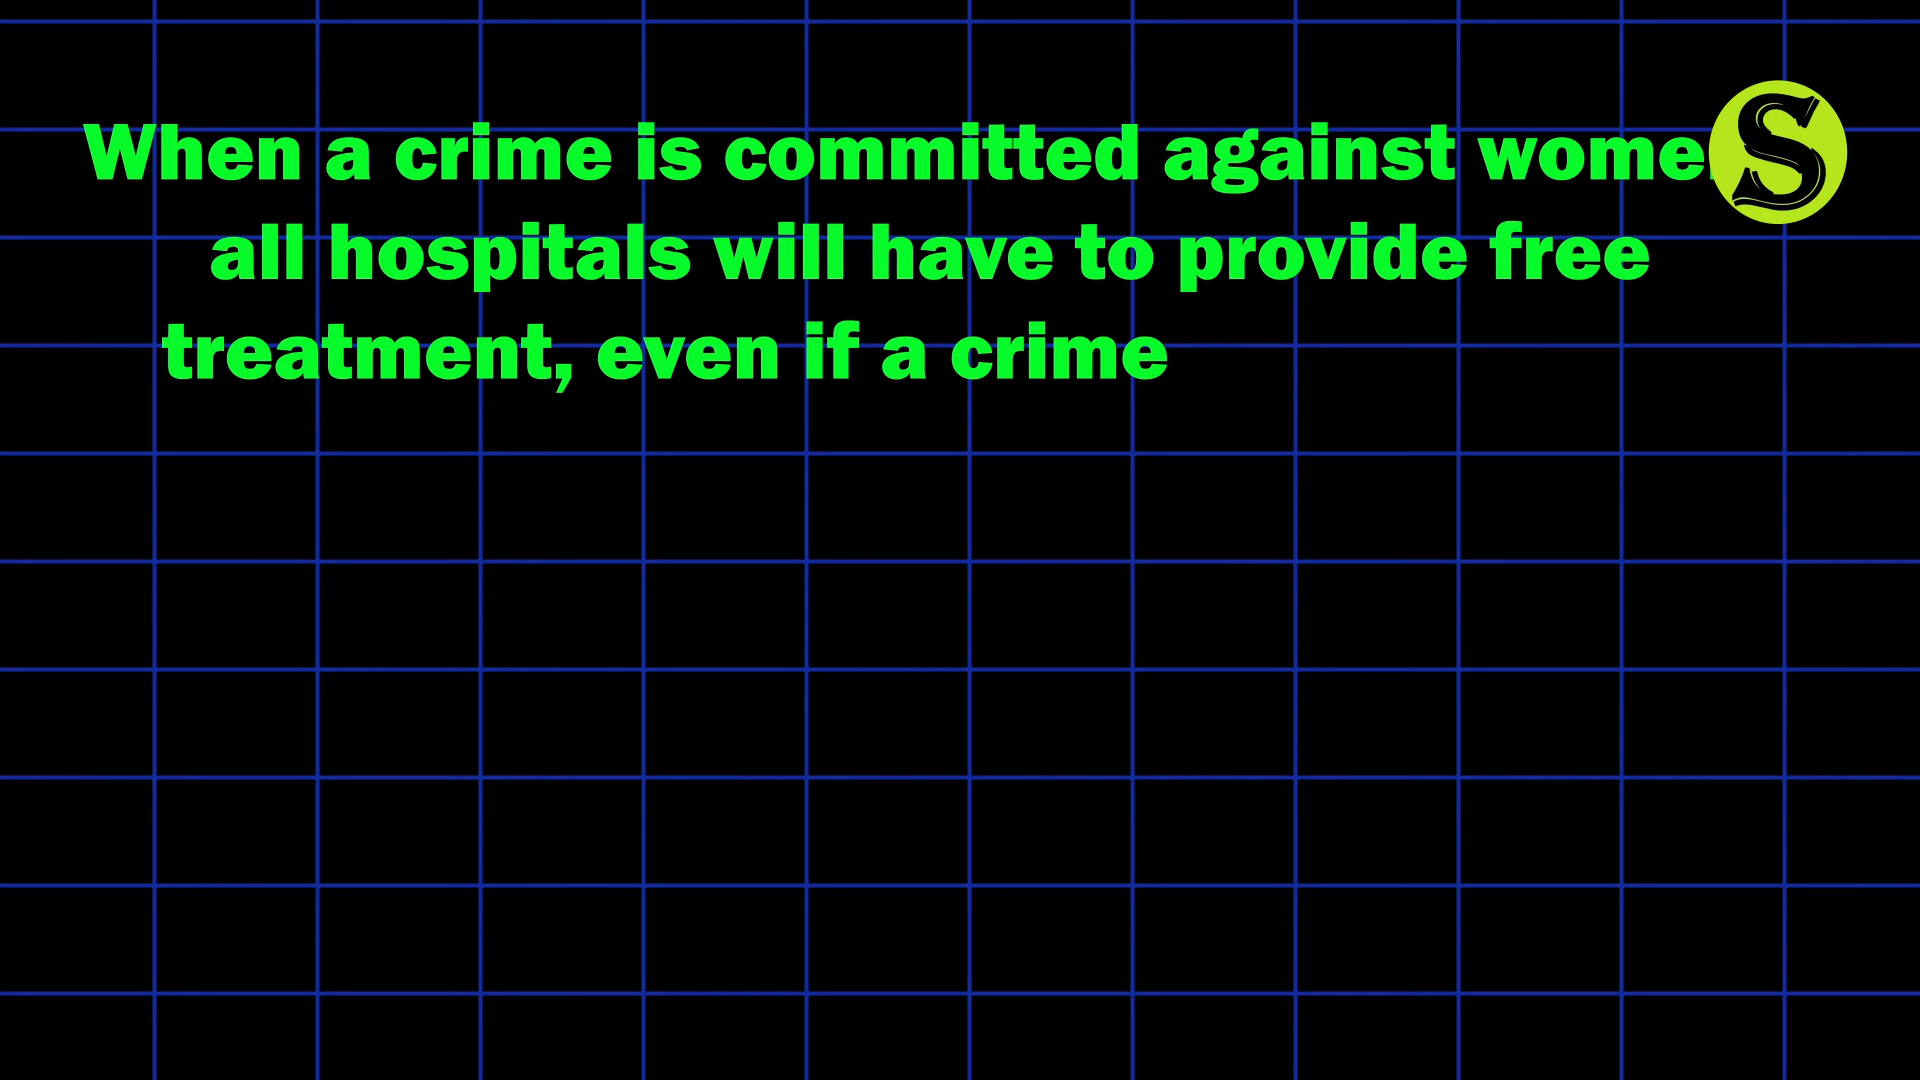 When a crime is committed against wome
all hospitals will have to provide free
treatment, even if a crime
S